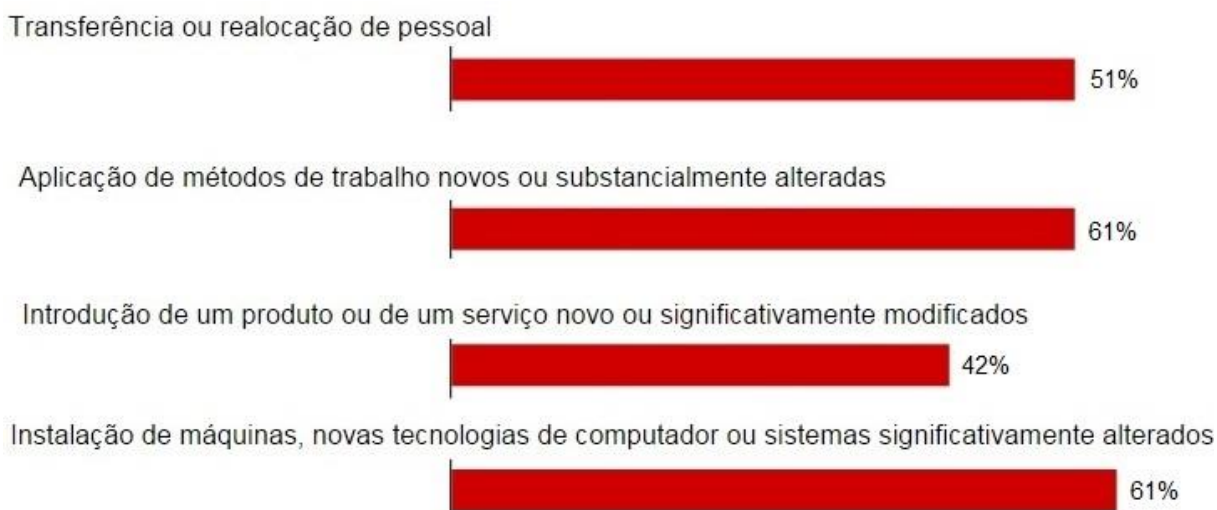 Transferência ou realocação de pessoal
51%
Aplicação de métodos de trabalho novos ou substancialmente alteradas
61%
Introdução de um produto ou de um serviço novo ou significativamente modificados
42%
Instalação de máquinas, novas tecnologias de computador ou sistemas significativamente alterados
61%